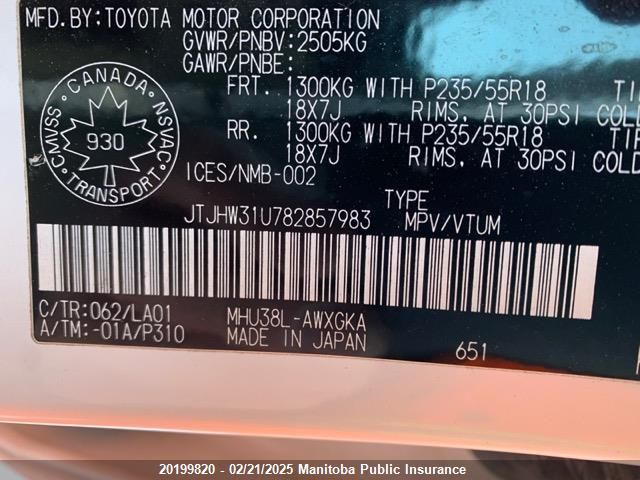 MFD.BY:TOYOTA MOTOR CORPORATION
GVWR/PNBV:2505KG
GAWR/PNBE:
FRT. 1300KG WITH P235/55R18
18X7J RIMS, AT 30PSI COLD
RR. 1300KG WITH P235/55R18
18X7J RIMS, AT 30PSI COLD
ICES/NMB-002
CANADA
CMVSS
NSVAC
930
TRANSPORT
TYPE
JTJHW31U782857983 MPV/VTUM
C/TR:062/LA01 MHU38L-AWXGKA
A/TM:-01A/P310 MADE IN JAPAN
651
20199820 - 02/21/2025 Manitoba Public Insurance